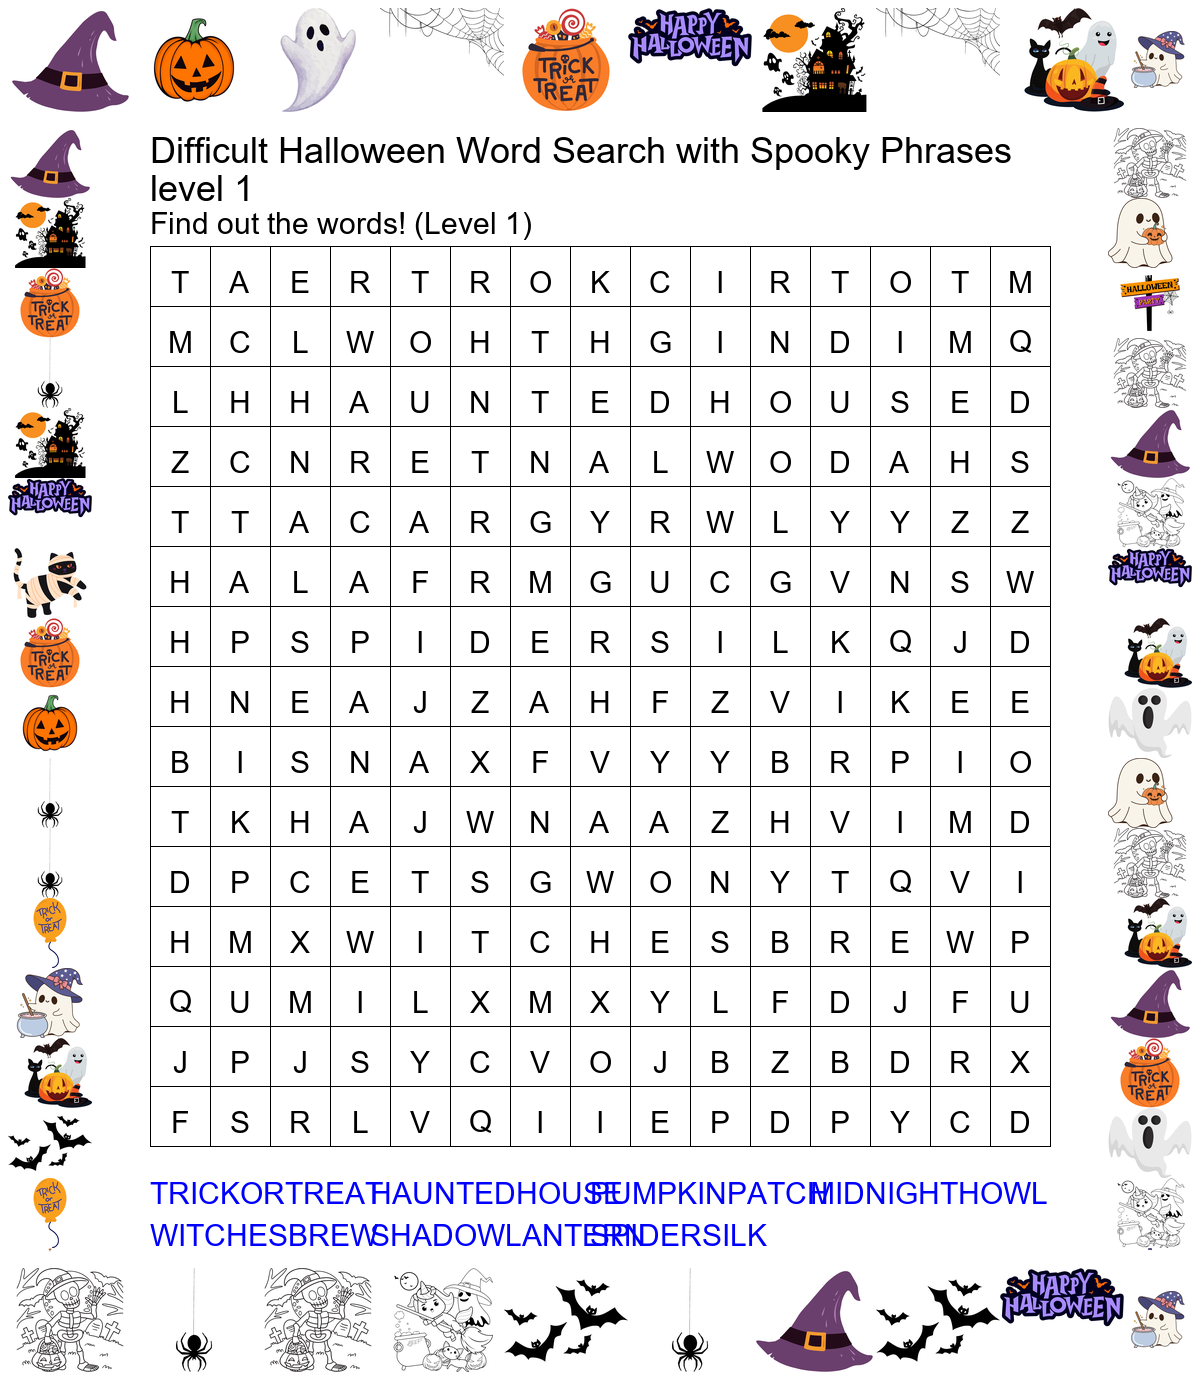 HAPPY
HALLOWEEN
TRICK
or
TREAT
Difficult Halloween Word Search with Spooky Phrases
level 1
Find out the words! (Level 1)
T A E R T R O K C I R T O T M
M C L W O H T H G I N D I M Q
L H H A U N T E D H O U S E D
Z C N R E T N A L W O D A H S
T T A C A R G Y R W L Y Y Z Z
H A L A F R M G U C G V N S W
H P S P I D E R S I L K Q J D
H N E A J Z A H F Z V I K E E
B I S N A X F V Y Y B R P I O
T K H A J W N A A Z H V I M D
D P C E T S G W O N Y T Q V I
H M X W I T C H E S B R E W P
Q U M I L X M X Y L F D J F U
J P J S Y C V O J B Z B D R X
F S R L V Q I I E P D P Y C D
TRICKORTREAT HAUNTEDHOUSE PUMPKINPATCH MIDNIGHTHOWL
WITCHESBREW SHADOWLANTERN SPIDERSILK
TRICK
or
TREAT
HAPPY
HALLOWEEN
TRICK
or
TREAT
TRICK
or
TREAT
TRICK
or
TREAT
HALLOWEEN
PARTY
HAPPY
HALLOWEEN
TRICK
or
TREAT
HAPPY
HALLOWEEN